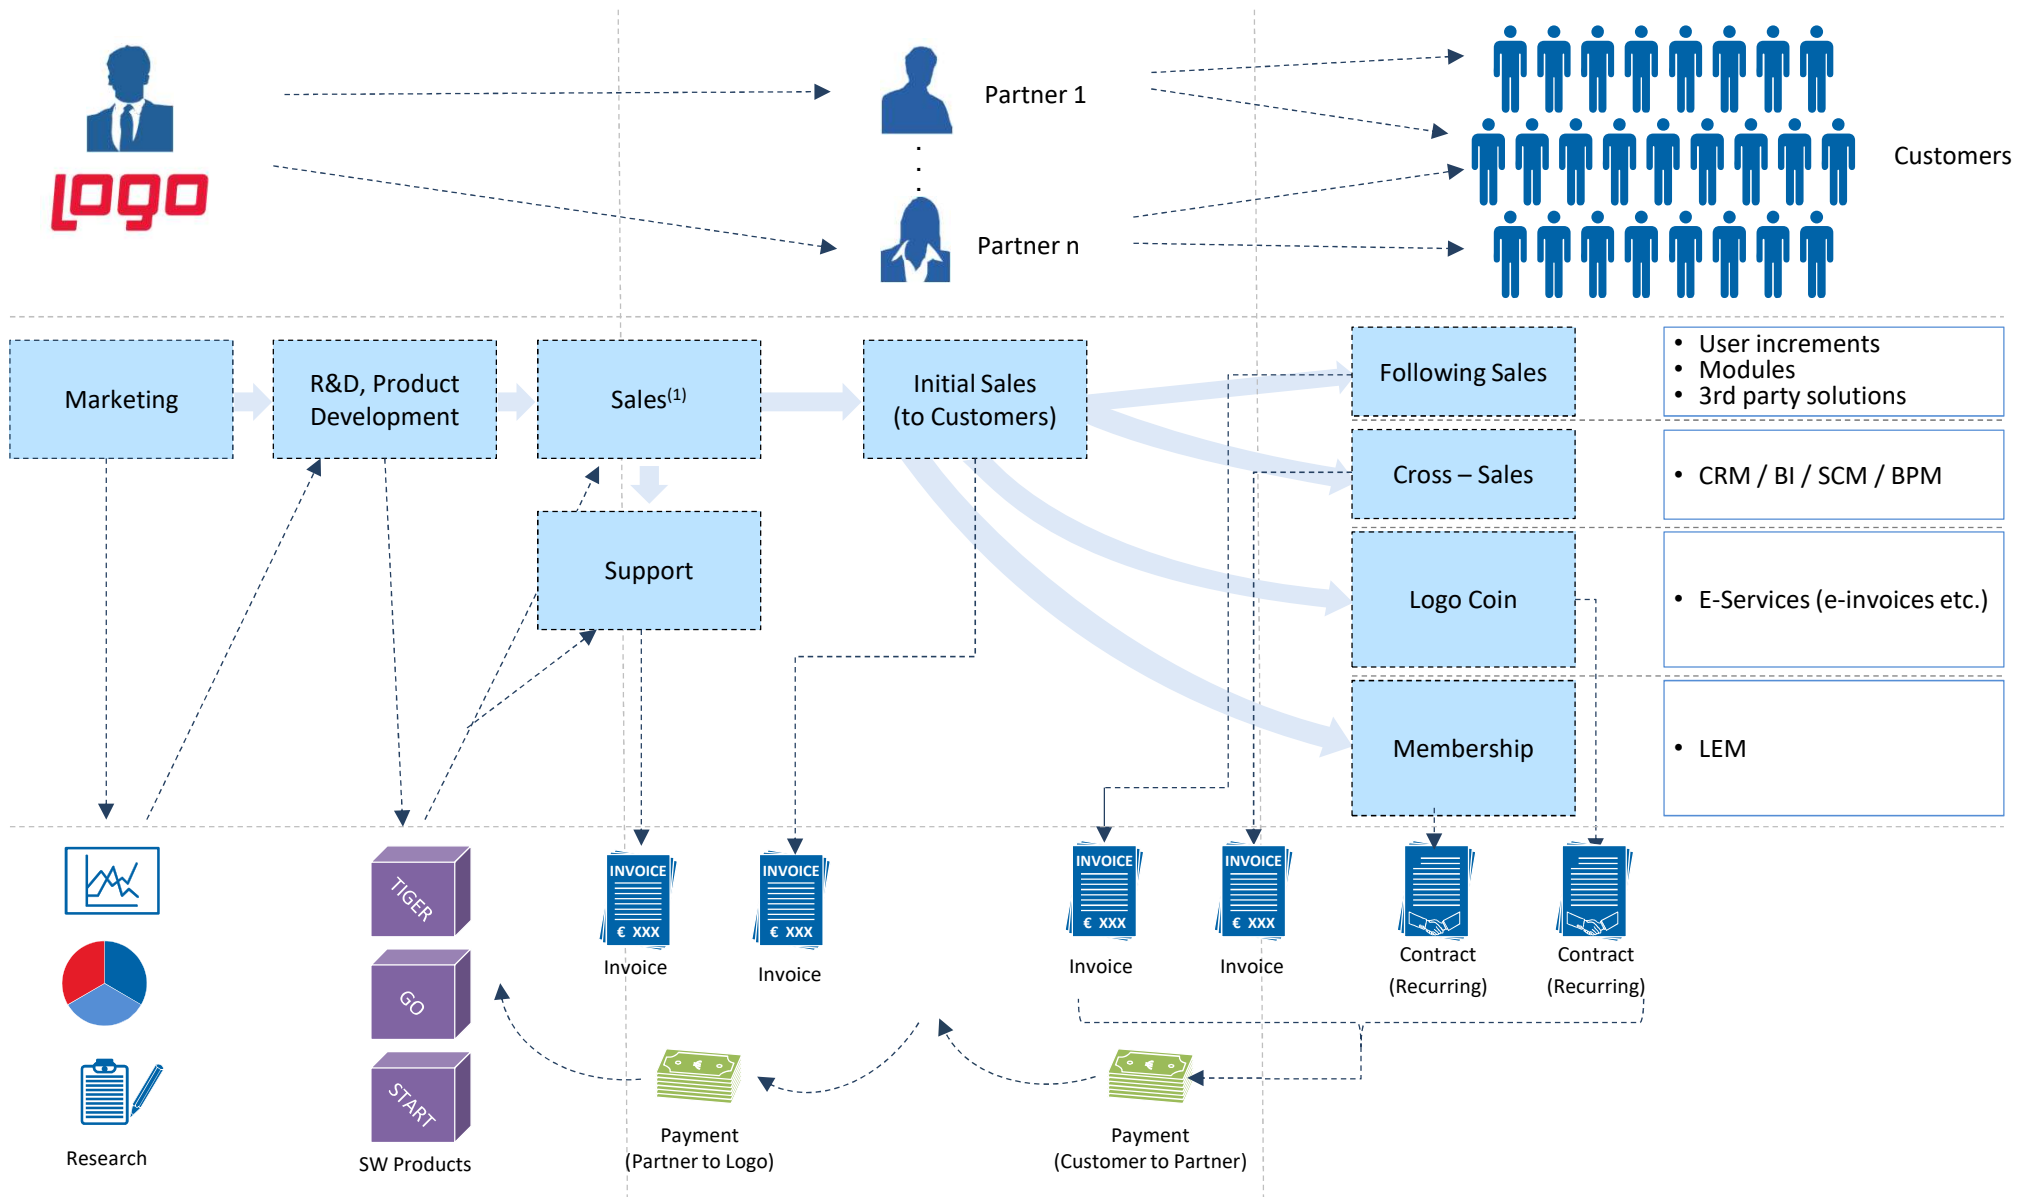 logo
Partner 1
Partner n
Customers
Marketing
R&D, Product
Development
Sales(1)
Initial Sales
(to Customers)
Support
Following Sales
• User increments
• Modules
• 3rd party solutions
Cross – Sales
• CRM / BI / SCM / BPM
Logo Coin
• E-Services (e-invoices etc.)
Membership
• LEM
Research
TIGER
GO
START
SW Products
INVOICE
€ XXX
Invoice
INVOICE
€ XXX
Invoice
INVOICE
€ XXX
Invoice
INVOICE
€ XXX
Invoice
Contract
(Recurring)
Contract
(Recurring)
Payment
(Partner to Logo)
Payment
(Customer to Partner)